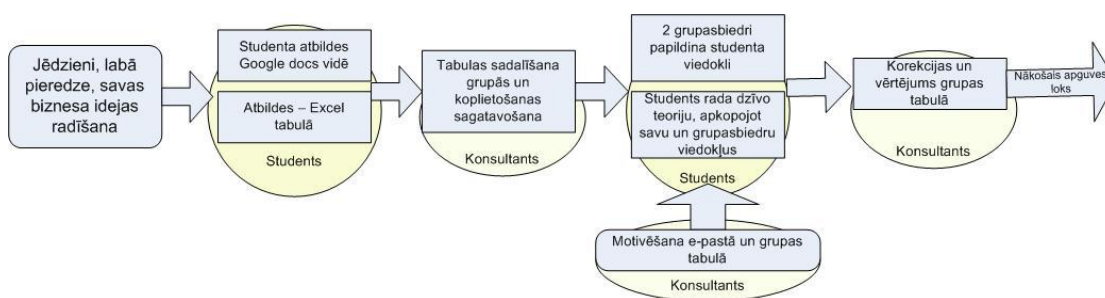 Jēdzieni, labā
pieredze, savas
biznesa idejas
radīšana
Studenta atbildes
Google docs vidē
Atbildes – Excel
tabulā
Students
Tabulas sadalīšana
grupās un
koplietošanas
sagatavošana
Konsultants
2 grupasbiedri
papildina studenta
viedokli
Students rada dzīvo
teoriju, apkopojot
savu un grupasbiedru
viedokļus
Students
Motivēšana e-pastā un grupas
tabulā
Konsultants
Korekcijas un
vērtējums grupas
tabulā
Konsultants
Nākošais apguves
loks